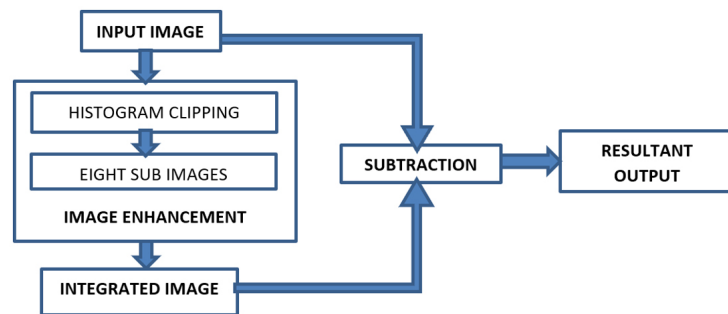 INPUT IMAGE
HISTOGRAM CLIPPING
EIGHT SUB IMAGES
IMAGE ENHANCEMENT
INTEGRATED IMAGE
SUBTRACTION
RESULTANT
OUTPUT